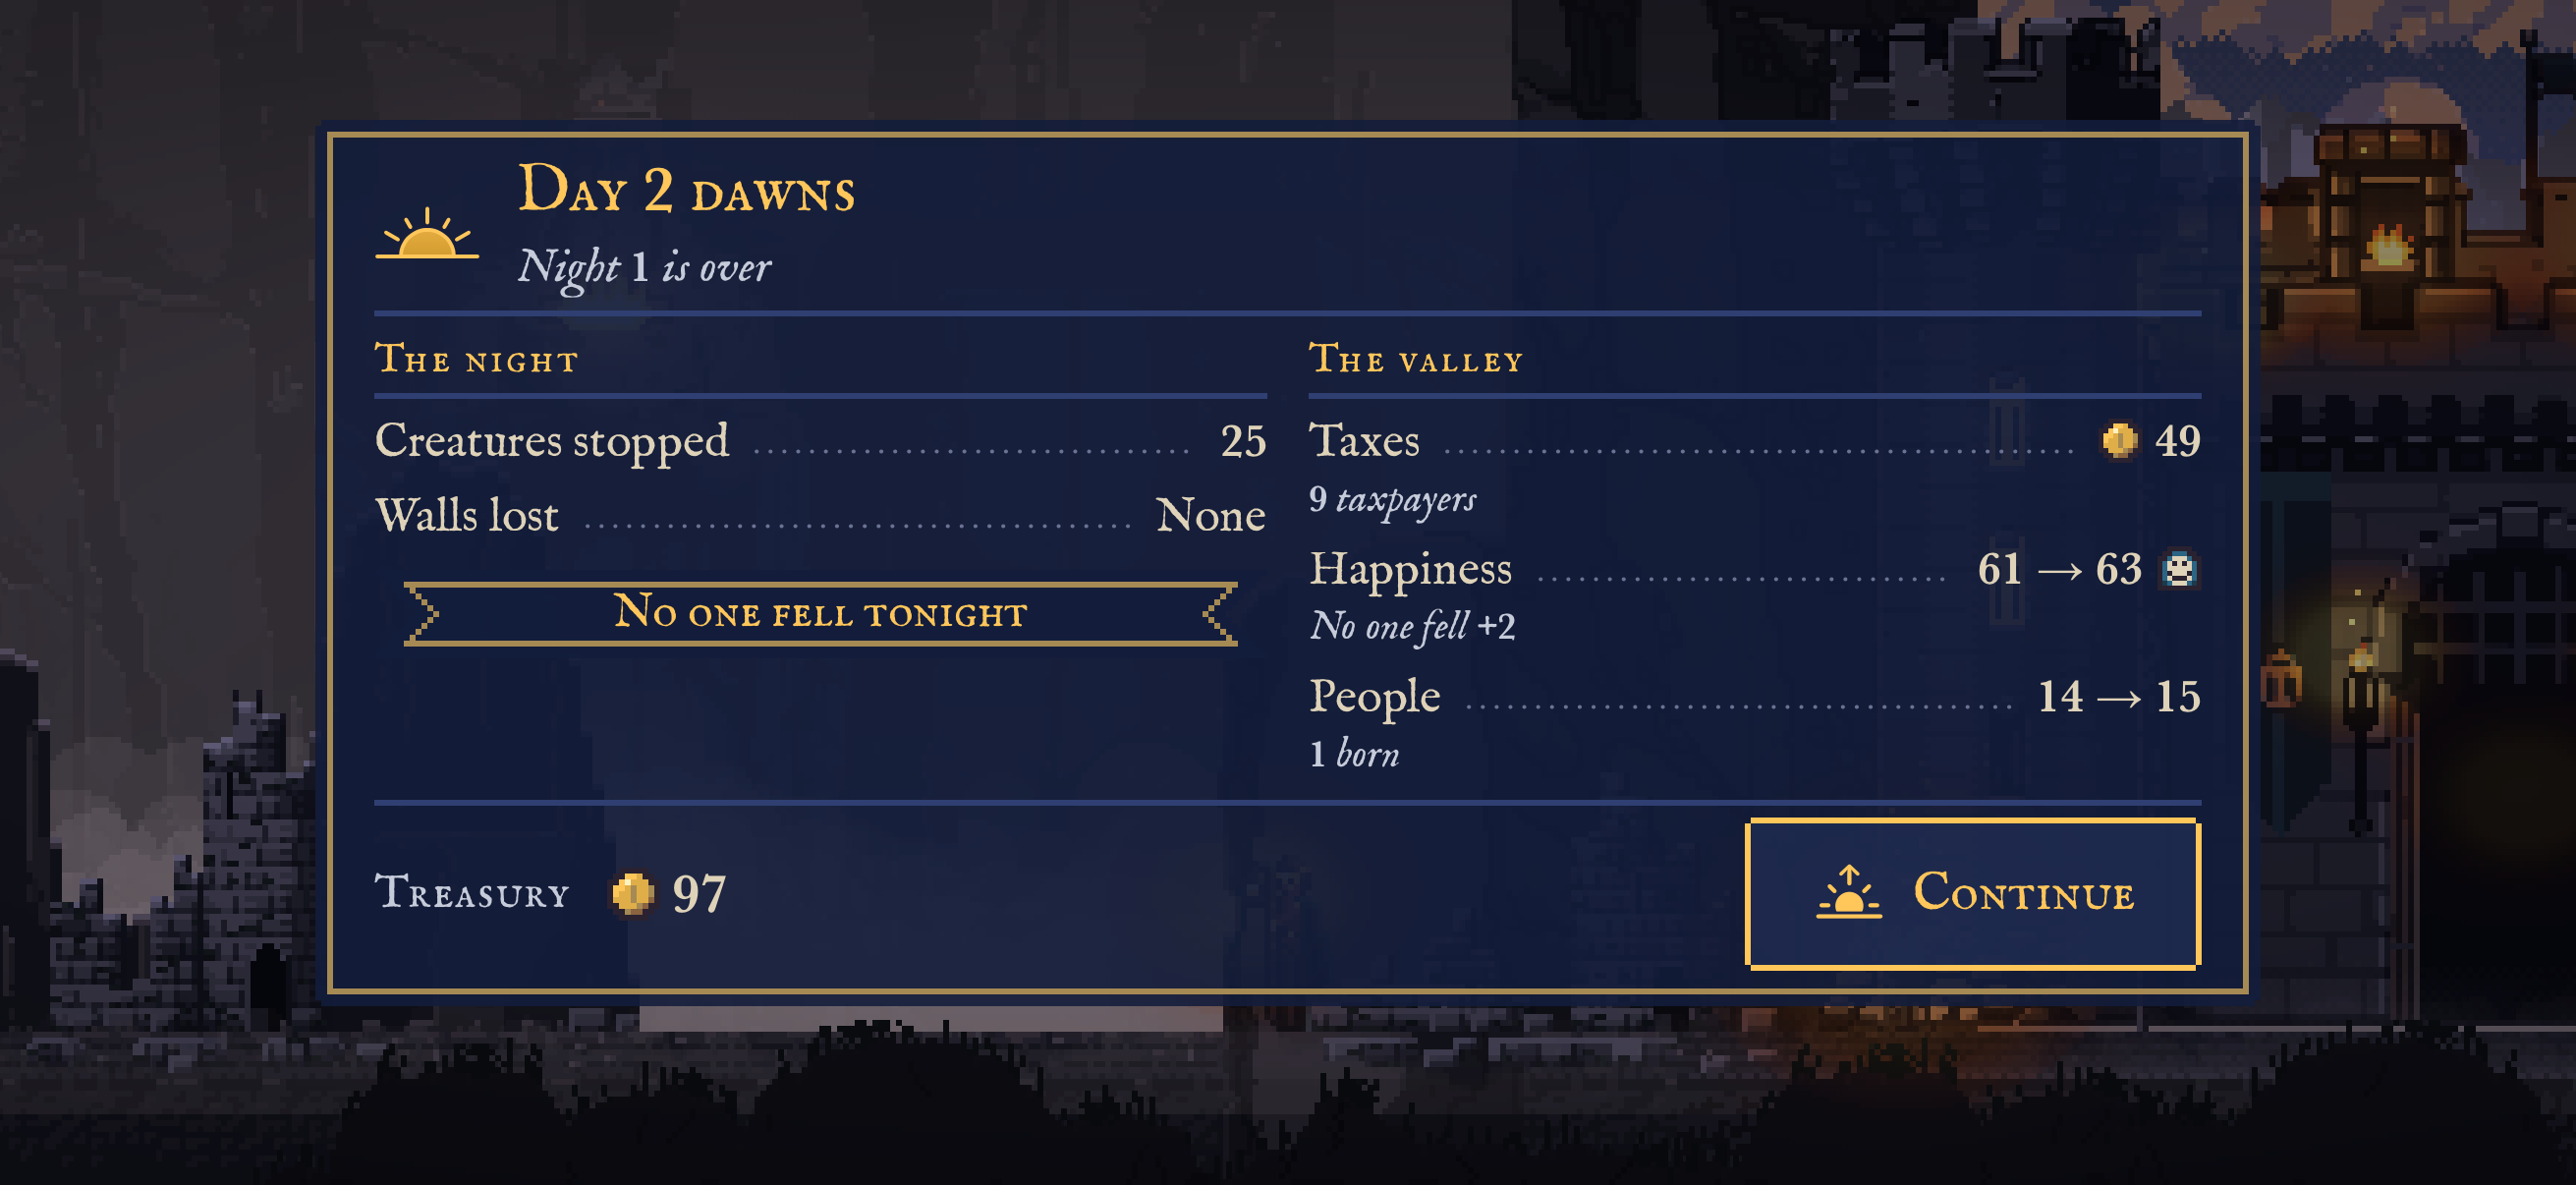 Day 2 dawns
Night 1 is over
The night
Creatures stopped 25
Walls lost None
No one fell tonight
The valley
Taxes 49
9 taxpayers
Happiness 61 → 63
No one fell +2
People 14 → 15
1 born
Treasury 97
Continue